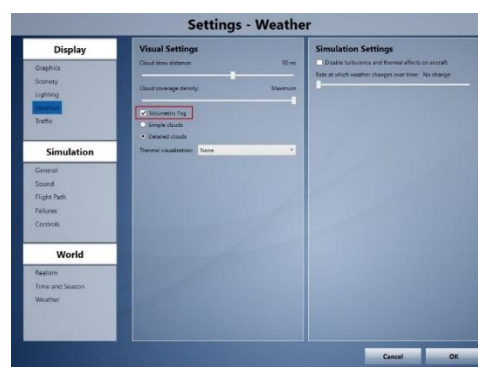 Settings - Weather
Display
Graphics
Scenery
Lighting
Weather
Traffic
Simulation
General
Sound
Flight Path
Failures
Controls
World
Realism
Time and Season
Weather
Visual Settings
Cloud draw distance: 90 mi
Cloud coverage density: Maximum
Volumetric Fog
Simple clouds
Detailed clouds
Thermal visualization: None
Simulation Settings
Disable turbulence and thermal effects on aircraft
Rate at which weather changes over time: No change
Cancel OK